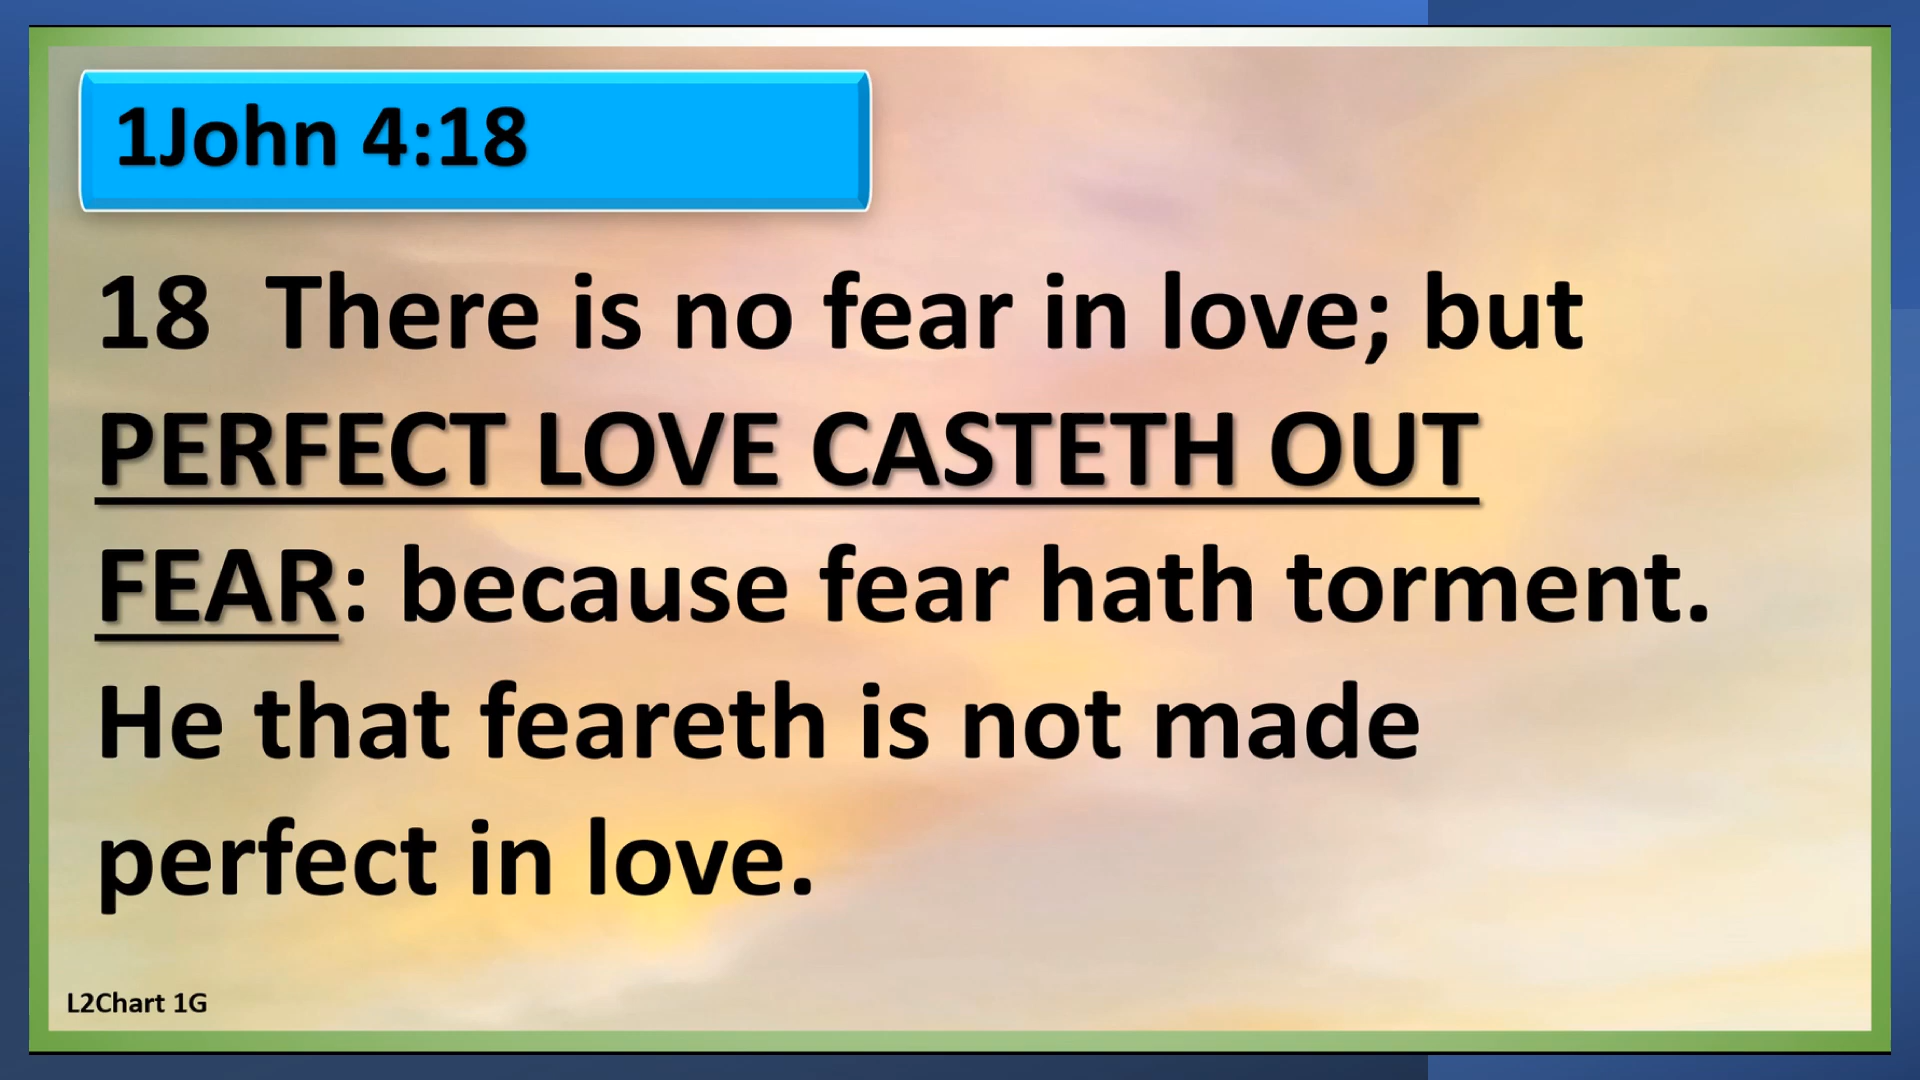 1John 4:18
18  There is no fear in love; but
PERFECT LOVE CASTETH OUT
FEAR: because fear hath torment.
He that feareth is not made
perfect in love.
L2Chart 1G